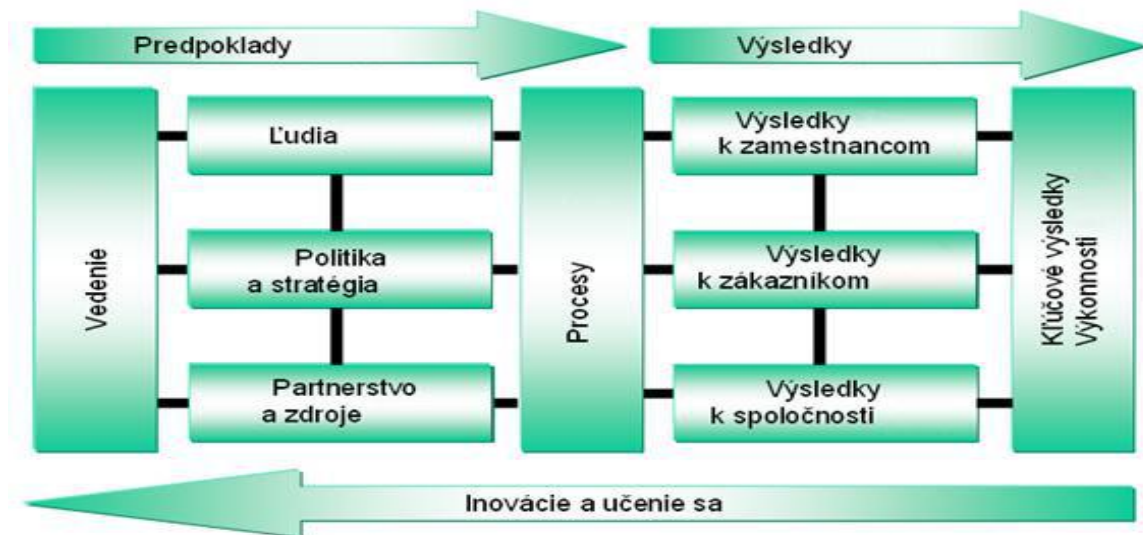 Predpoklady
Výsledky
Vedenie
Ľudia
Politika
a stratégia
Partnerstvo
a zdroje
Procesy
Výsledky
k zamestnancom
Výsledky
k zákazníkom
Výsledky
k spoločnosti
Kľúčové výsledky
Výkonnosti
Inovácie a učenie sa